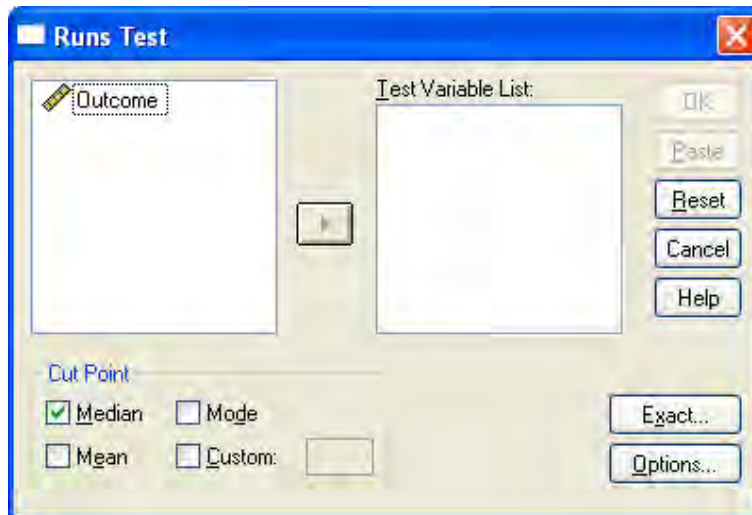 Runs Test
Outcome
Test Variable List:
OK
Paste
Reset
Cancel
Help
Cut Point
Median Mode
Mean Custom:
Exact...
Options...